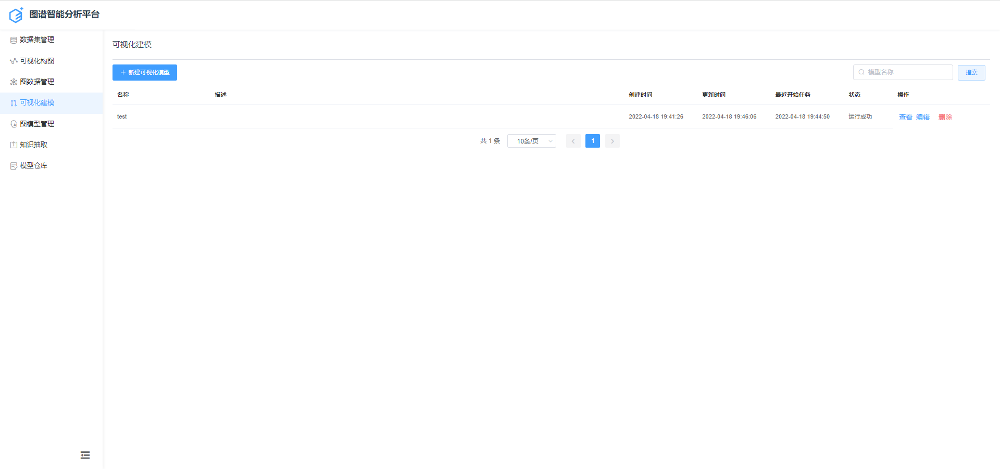 图谱智能分析平台
数据集管理
可视化构图
图数据管理
可视化建模
图模型管理
知识抽取
模型仓库
可视化建模
新建可视化模型
模型名称
搜索
名称 描述 创建时间 更新时间 最近开始任务 状态 操作
test 2022-04-18 19:41:26 2022-04-18 19:46:06 2022-04-18 19:44:50 运行成功 查看 编辑 删除
共 1 条 10条/页 1